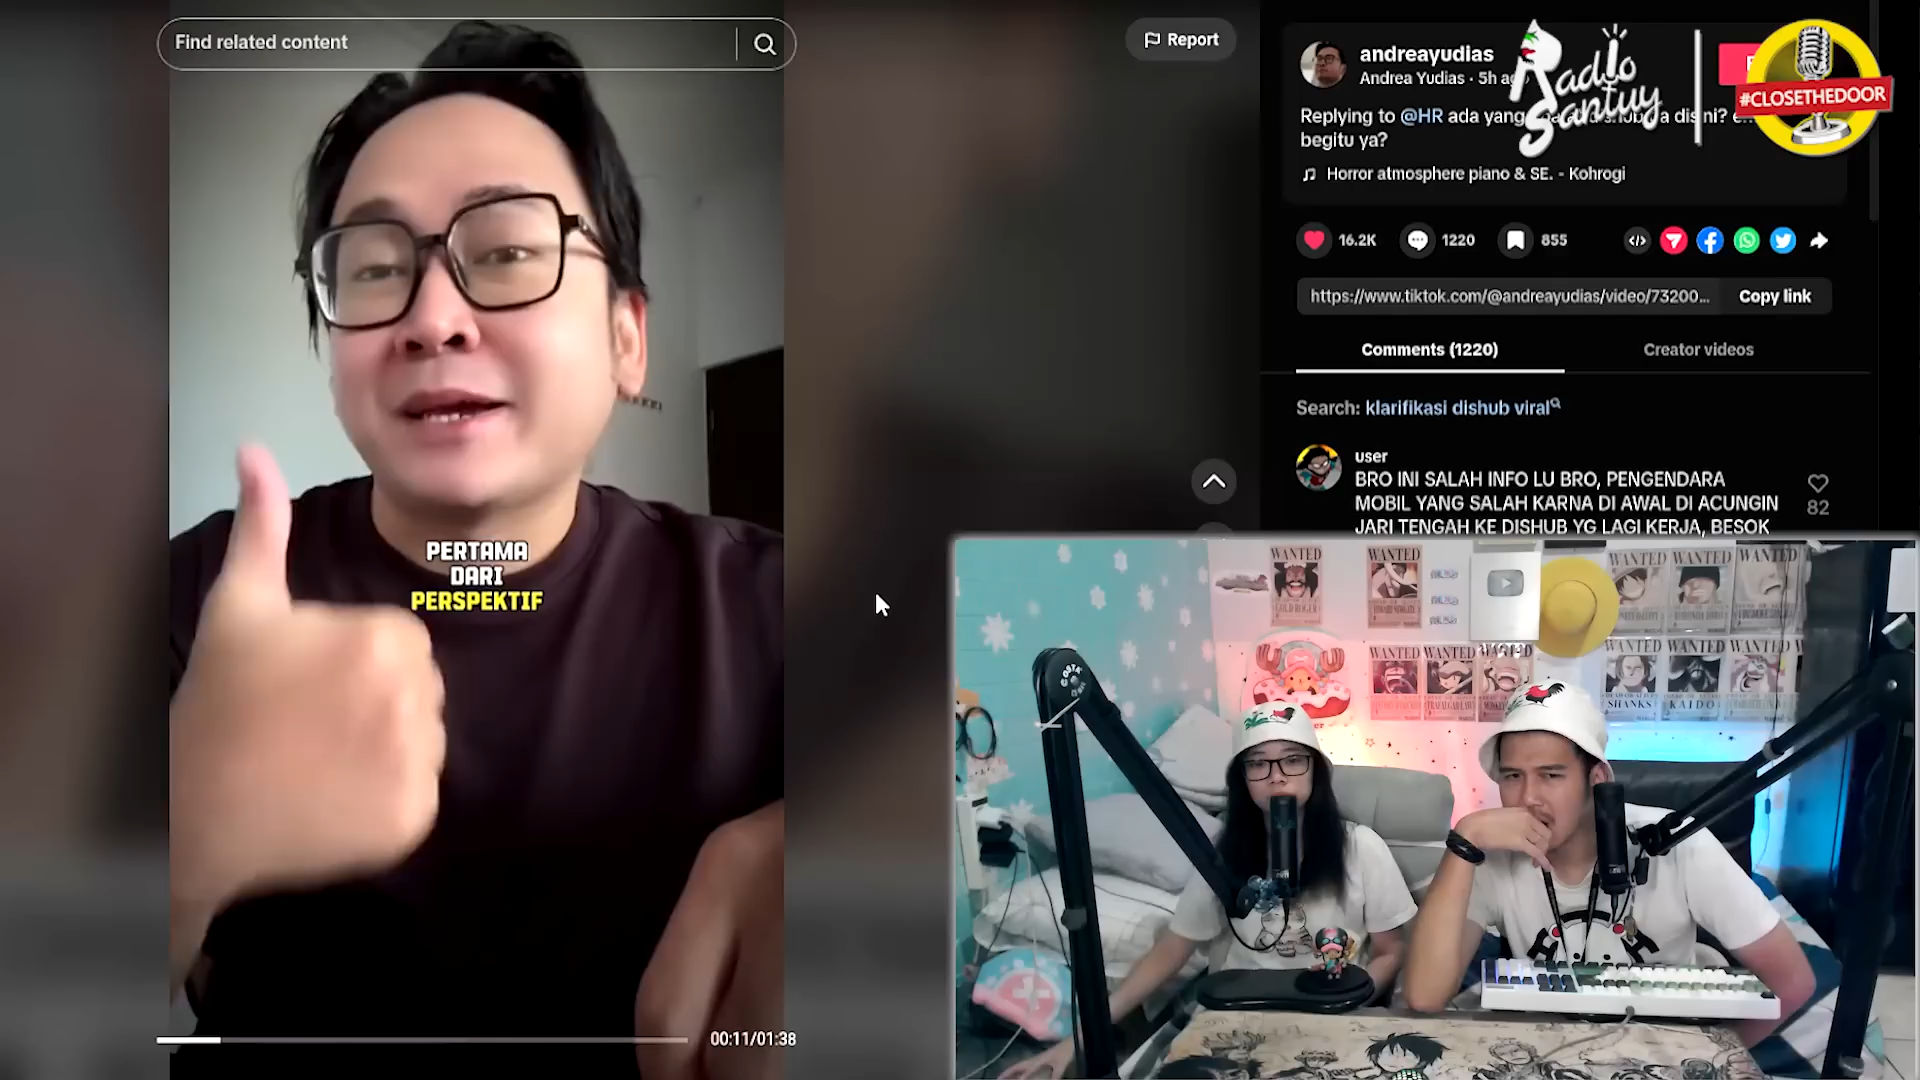 Find related content
Report
andreayudias
Andrea Yudias · 5h
Replying to @HR ada yang
begitu ya?
Horror atmosphere piano & SE. - Kohrogi
Radio
Santuy
#CLOSETHEDOOR
16.2K
1220
855
https://www.tiktok.com/@andreayudias/video/73200...
Copy link
Comments (1220)
Creator videos
Search: klarifikasi dishub viral
user
BRO INI SALAH INFO LU BRO, PENGENDARA
MOBIL YANG SALAH KARNA DI AWAL DI ACUNGIN
JARI TENGAH KE DISHUB YG LAGI KERJA, BESOK
82
PERTAMA
DARI
PERSPEKTIF
00:11/01:38
WANTED
WANTED
WANTED
WANTED
WANTED
GOLD ROGER
WANTED
WANTED
WANTED
WANTED
WANTED
WANTED
SHANKS
KAIDO
COSTA